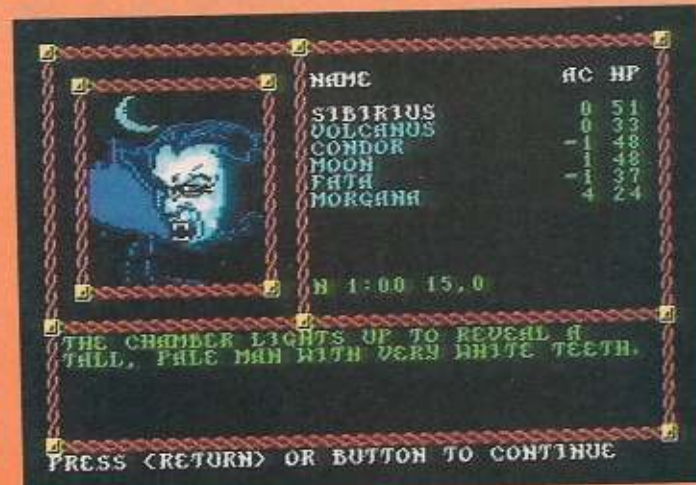 NAME AC HP
SIBIRIUS 0 51
VOLCANUS 0 33
CONDOR -1 48
MOON 1 48
FATA -1 37
MORGANA 4 24
N 1:00 15,0
THE CHAMBER LIGHTS UP TO REVEAL A
TALL, PALE MAN WITH VERY WHITE TEETH.
PRESS <RETURN> OR BUTTON TO CONTINUE